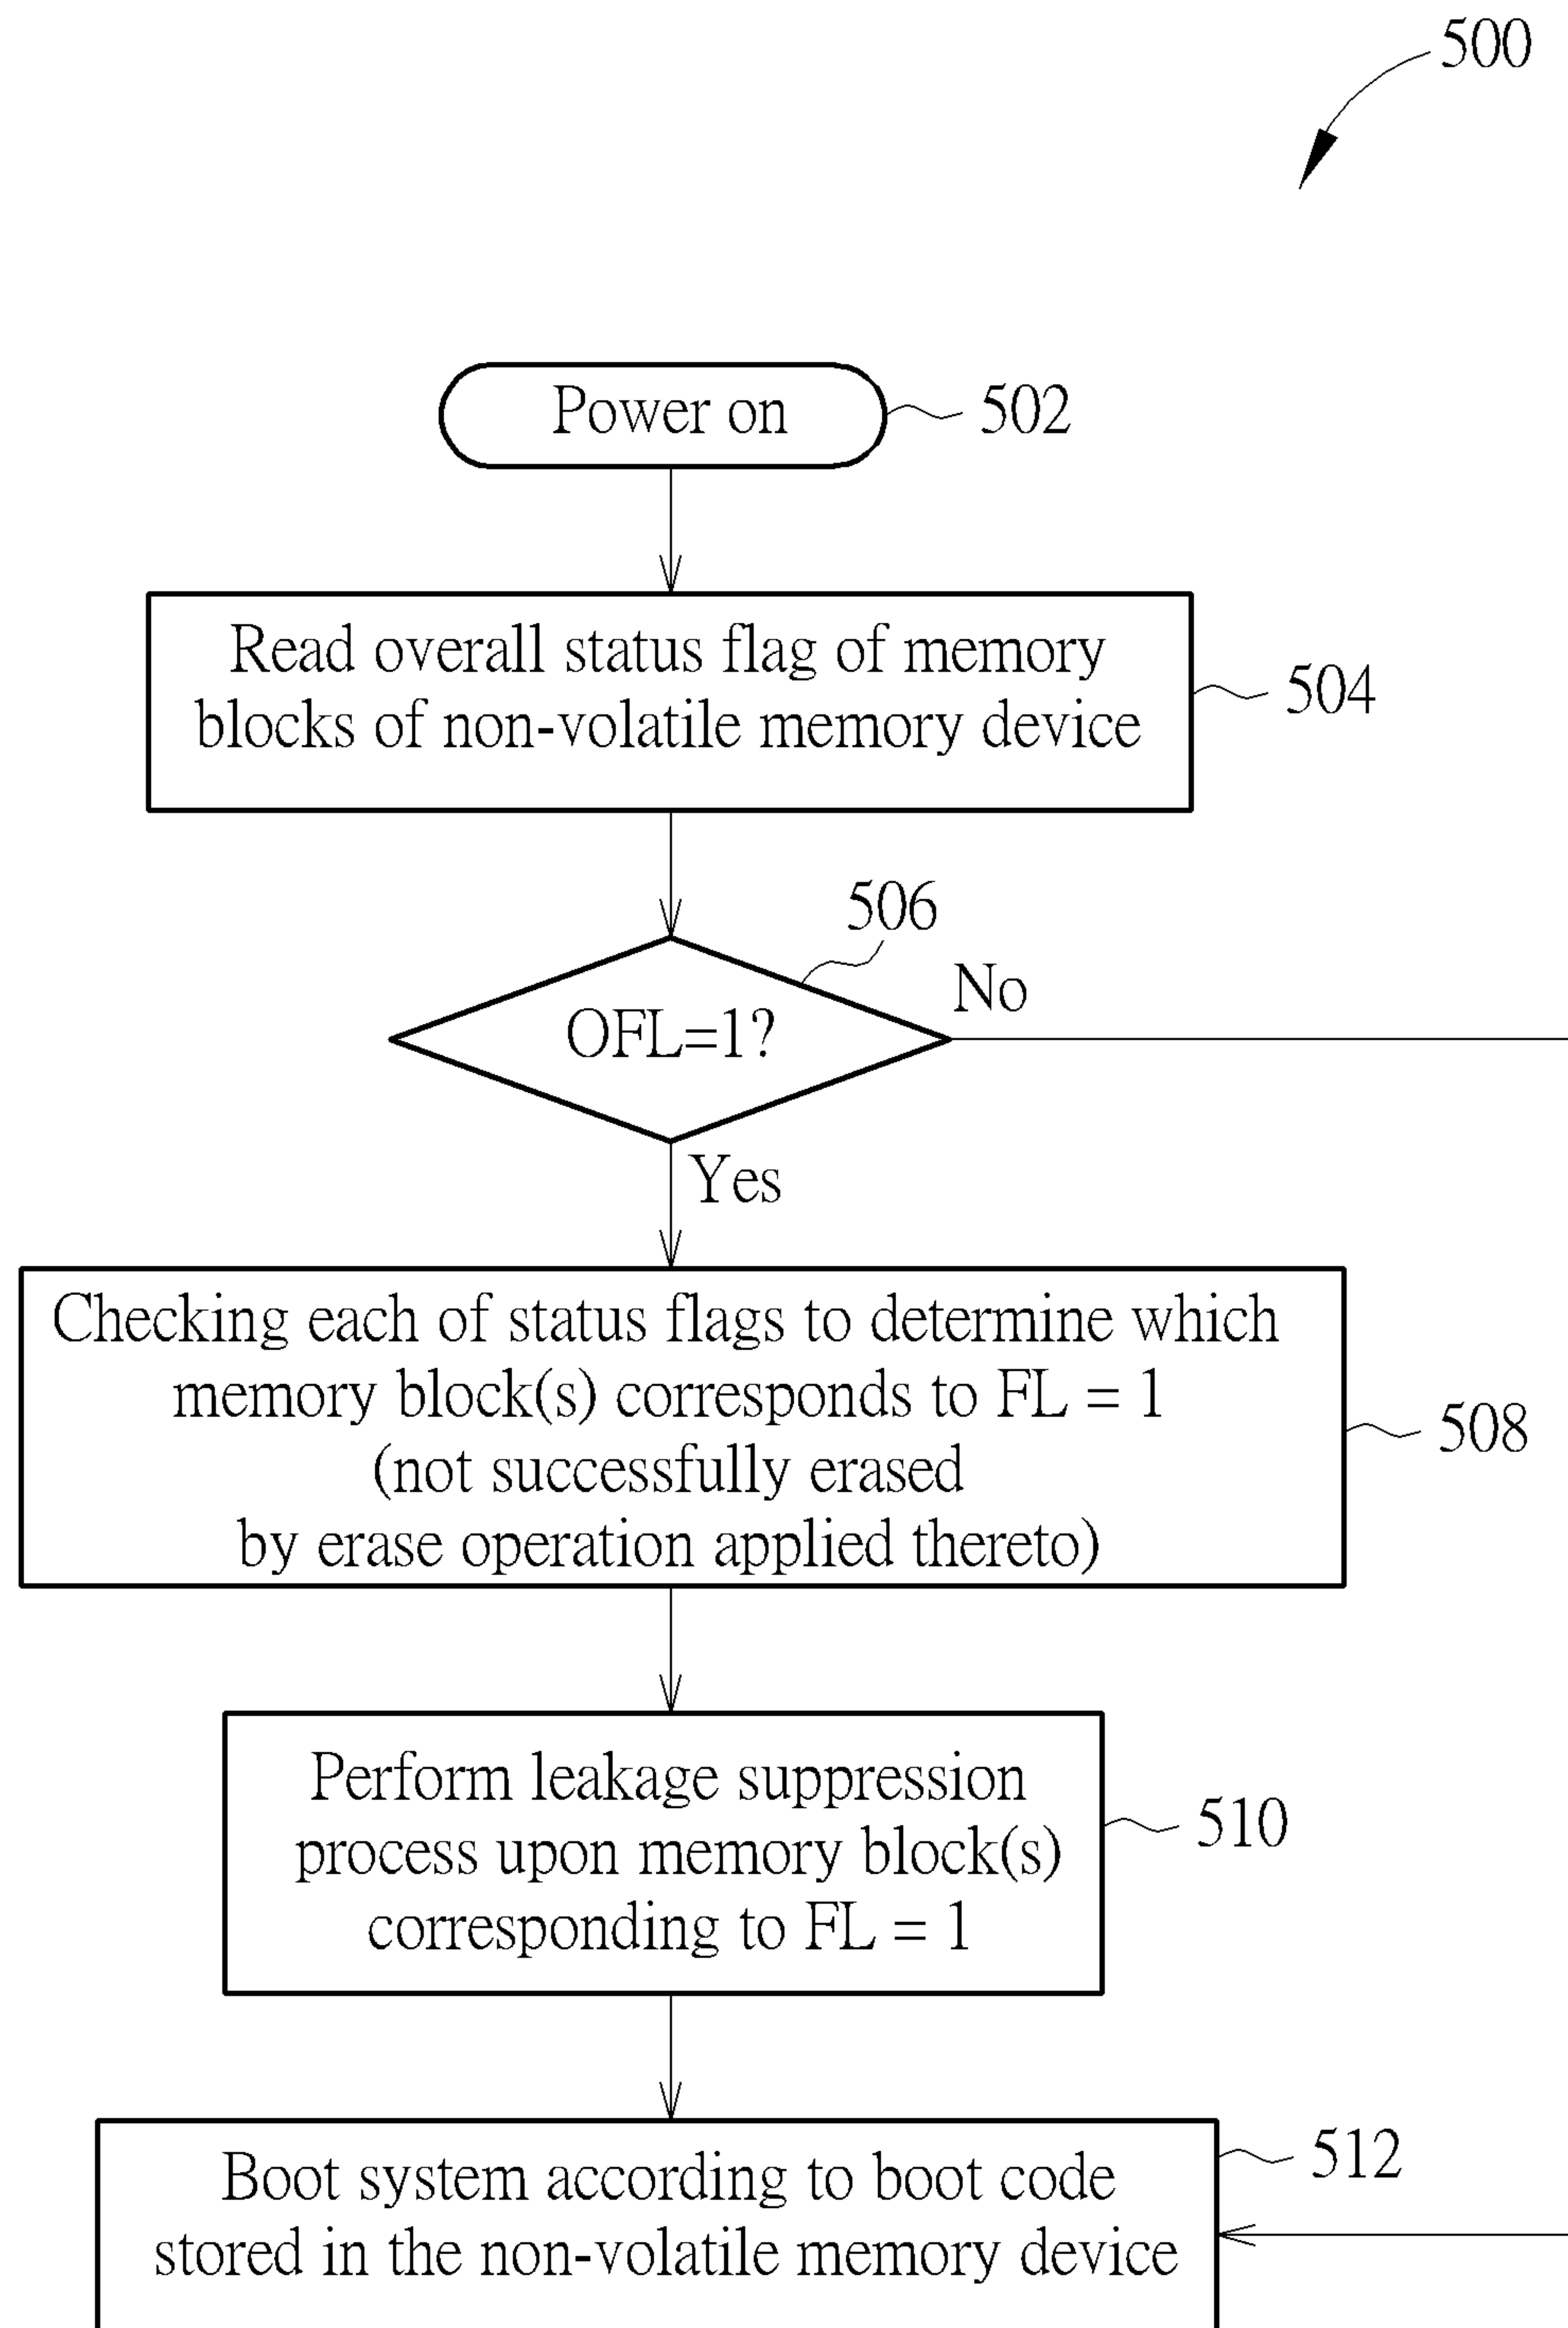 500
Power on
502
Read overall status flag of memory
blocks of non-volatile memory device
504
506
OFL=1?
No
Yes
Checking each of status flags to determine which
memory block(s) corresponds to FL = 1
(not successfully erased
by erase operation applied thereto)
508
Perform leakage suppression
process upon memory block(s)
corresponding to FL = 1
510
Boot system according to boot code
stored in the non-volatile memory device
512